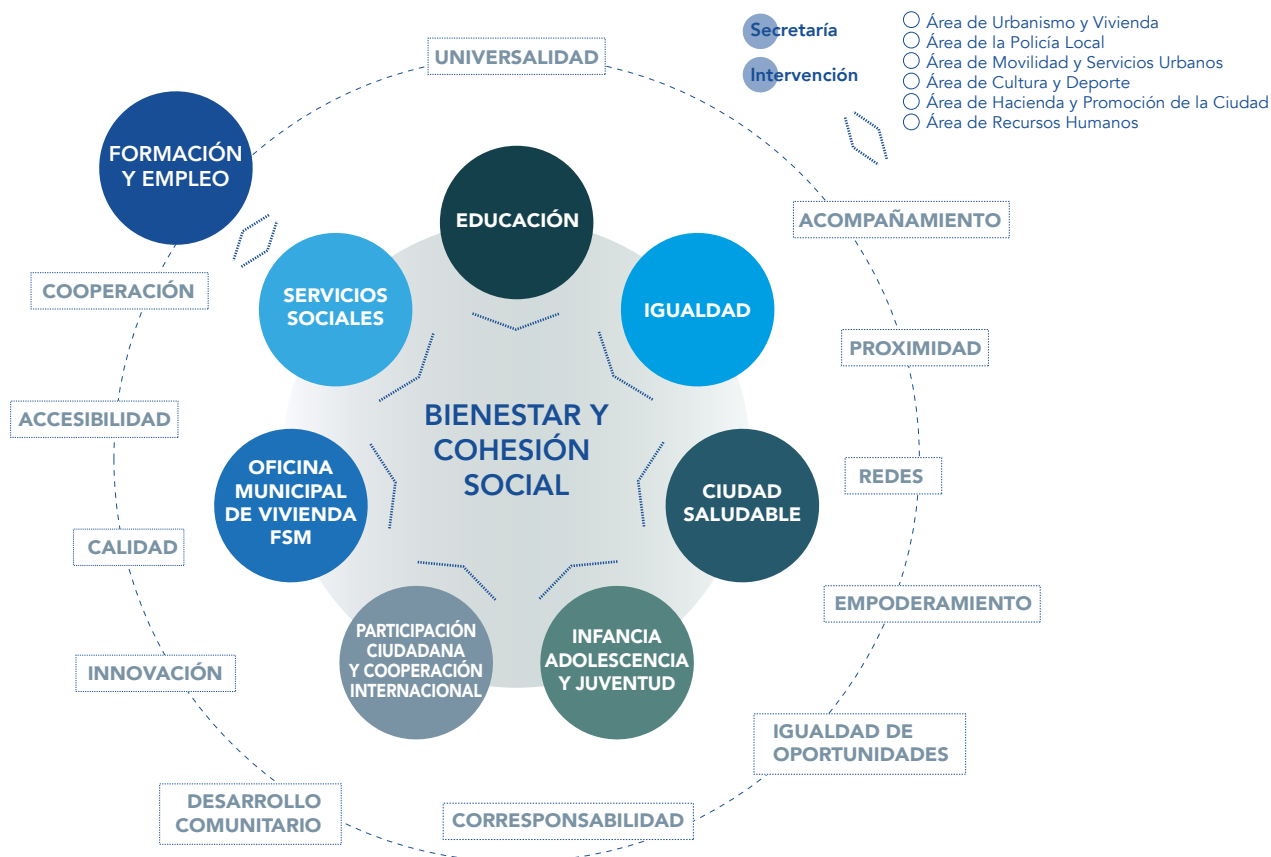 Secretaría
Intervención
Área de Urbanismo y Vivienda
Área de la Policía Local
Área de Movilidad y Servicios Urbanos
Área de Cultura y Deporte
Área de Hacienda y Promoción de la Ciudad
Área de Recursos Humanos
UNIVERSALIDAD
FORMACIÓN
Y EMPLEO
EDUCACIÓN
ACOMPAÑAMIENTO
COOPERACIÓN
SERVICIOS
SOCIALES
IGUALDAD
PROXIMIDAD
ACCESIBILIDAD
BIENESTAR Y
COHESIÓN
SOCIAL
OFICINA
MUNICIPAL
DE VIVIENDA
FSM
CIUDAD
SALUDABLE
REDES
CALIDAD
EMPODERAMIENTO
PARTICIPACIÓN
CIUDADANA
Y COOPERACIÓN
INTERNACIONAL
INFANCIA
ADOLESCENCIA
Y JUVENTUD
INNOVACIÓN
IGUALDAD DE
OPORTUNIDADES
DESARROLLO
COMUNITARIO
CORRESPONSABILIDAD